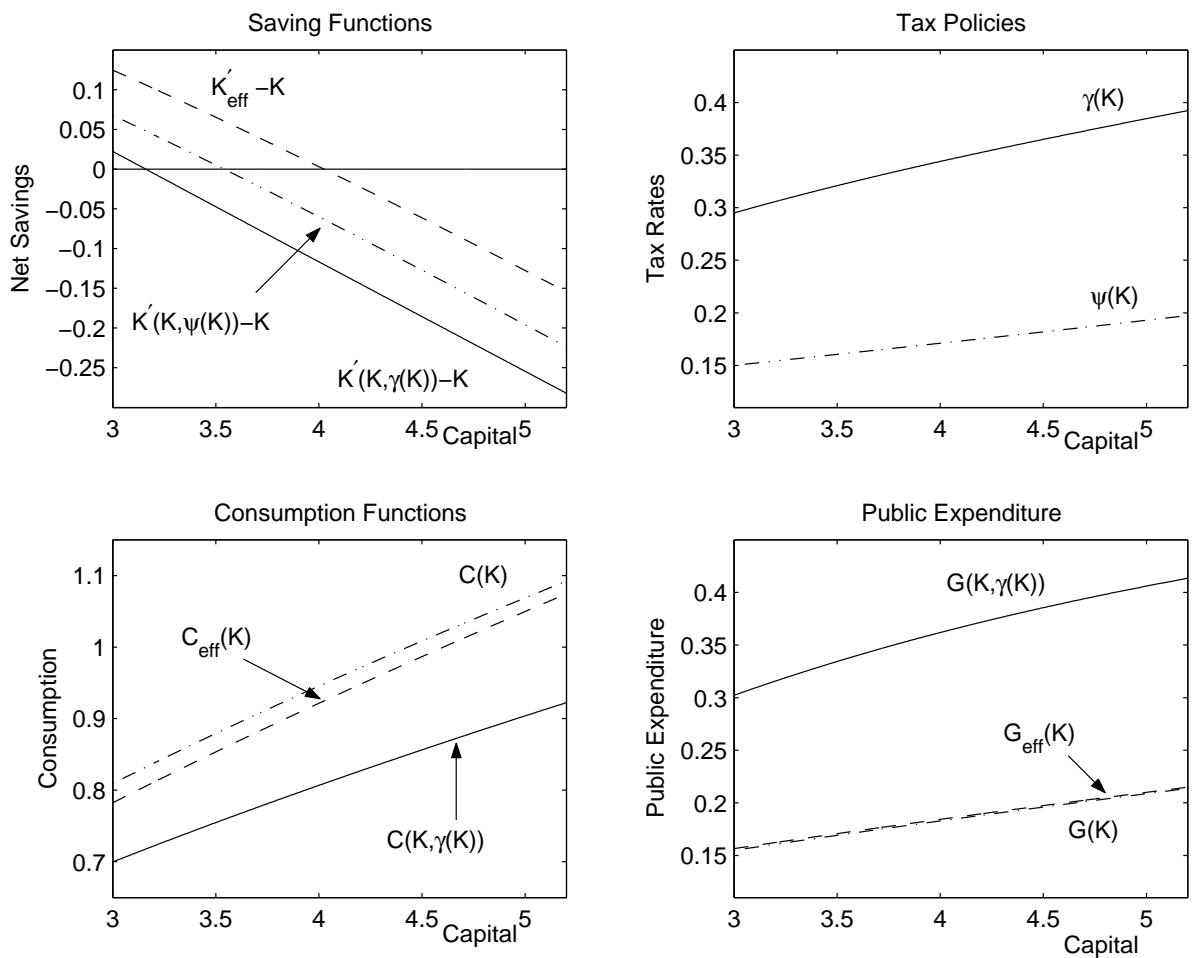 Saving Functions
0.1
0.05
0
−0.05
−0.1
−0.15
−0.2
−0.25
Net Savings
K′eff −K
K′(K,ψ(K))−K
K′(K,γ(K))−K
3 3.5 4 4.5 Capital 5
Tax Policies
0.4
0.35
0.3
0.25
0.2
0.15
Tax Rates
γ(K)
ψ(K)
3 3.5 4 4.5 Capital 5
Consumption Functions
1.1
1
0.9
0.8
0.7
Consumption
C(K)
Ceff(K)
C(K,γ(K))
3 3.5 4 4.5 Capital 5
Public Expenditure
0.4
0.35
0.3
0.25
0.2
0.15
Public Expenditure
G(K,γ(K))
Geff(K)
G(K)
3 3.5 4 4.5 5
Capital